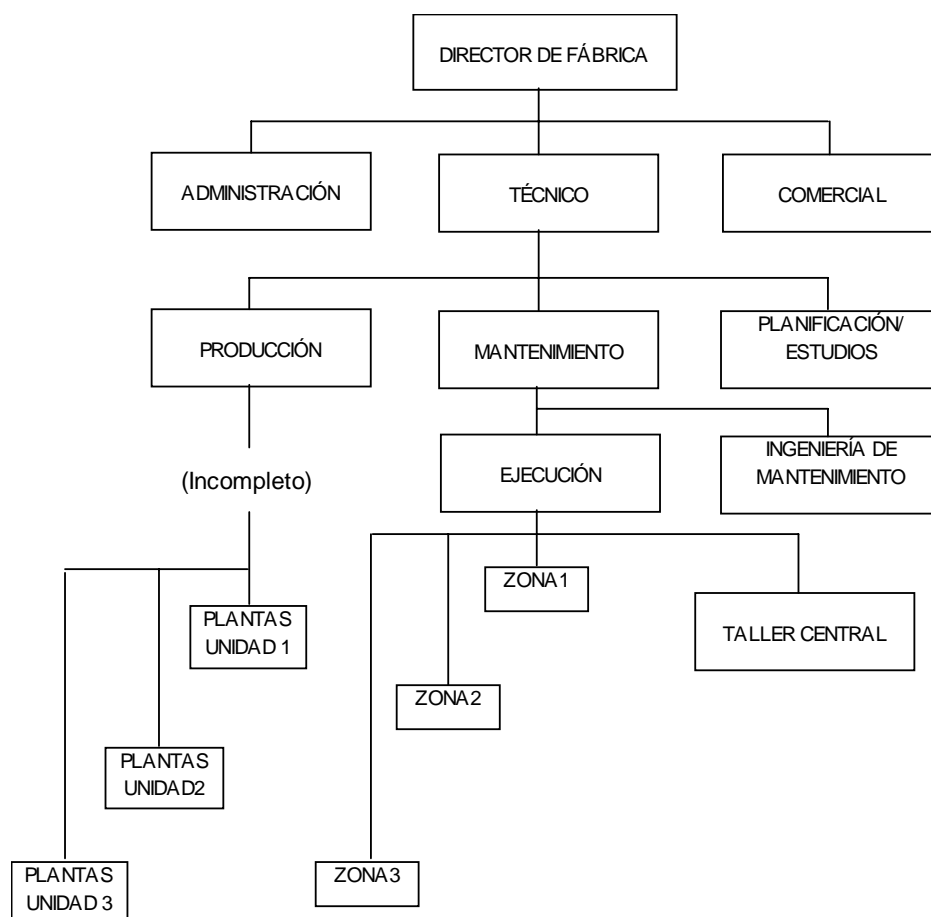 DIRECTOR DE FÁBRICA
ADMINISTRACIÓN
TÉCNICO
COMERCIAL
PRODUCCIÓN
MANTENIMIENTO
PLANIFICACIÓN/
ESTUDIOS
(Incompleto)
EJECUCIÓN
INGENIERÍA DE
MANTENIMIENTO
PLANTAS
UNIDAD 1
ZONA1
TALLER CENTRAL
ZONA2
PLANTAS
UNIDAD2
PLANTAS
UNIDAD 3
ZONA3